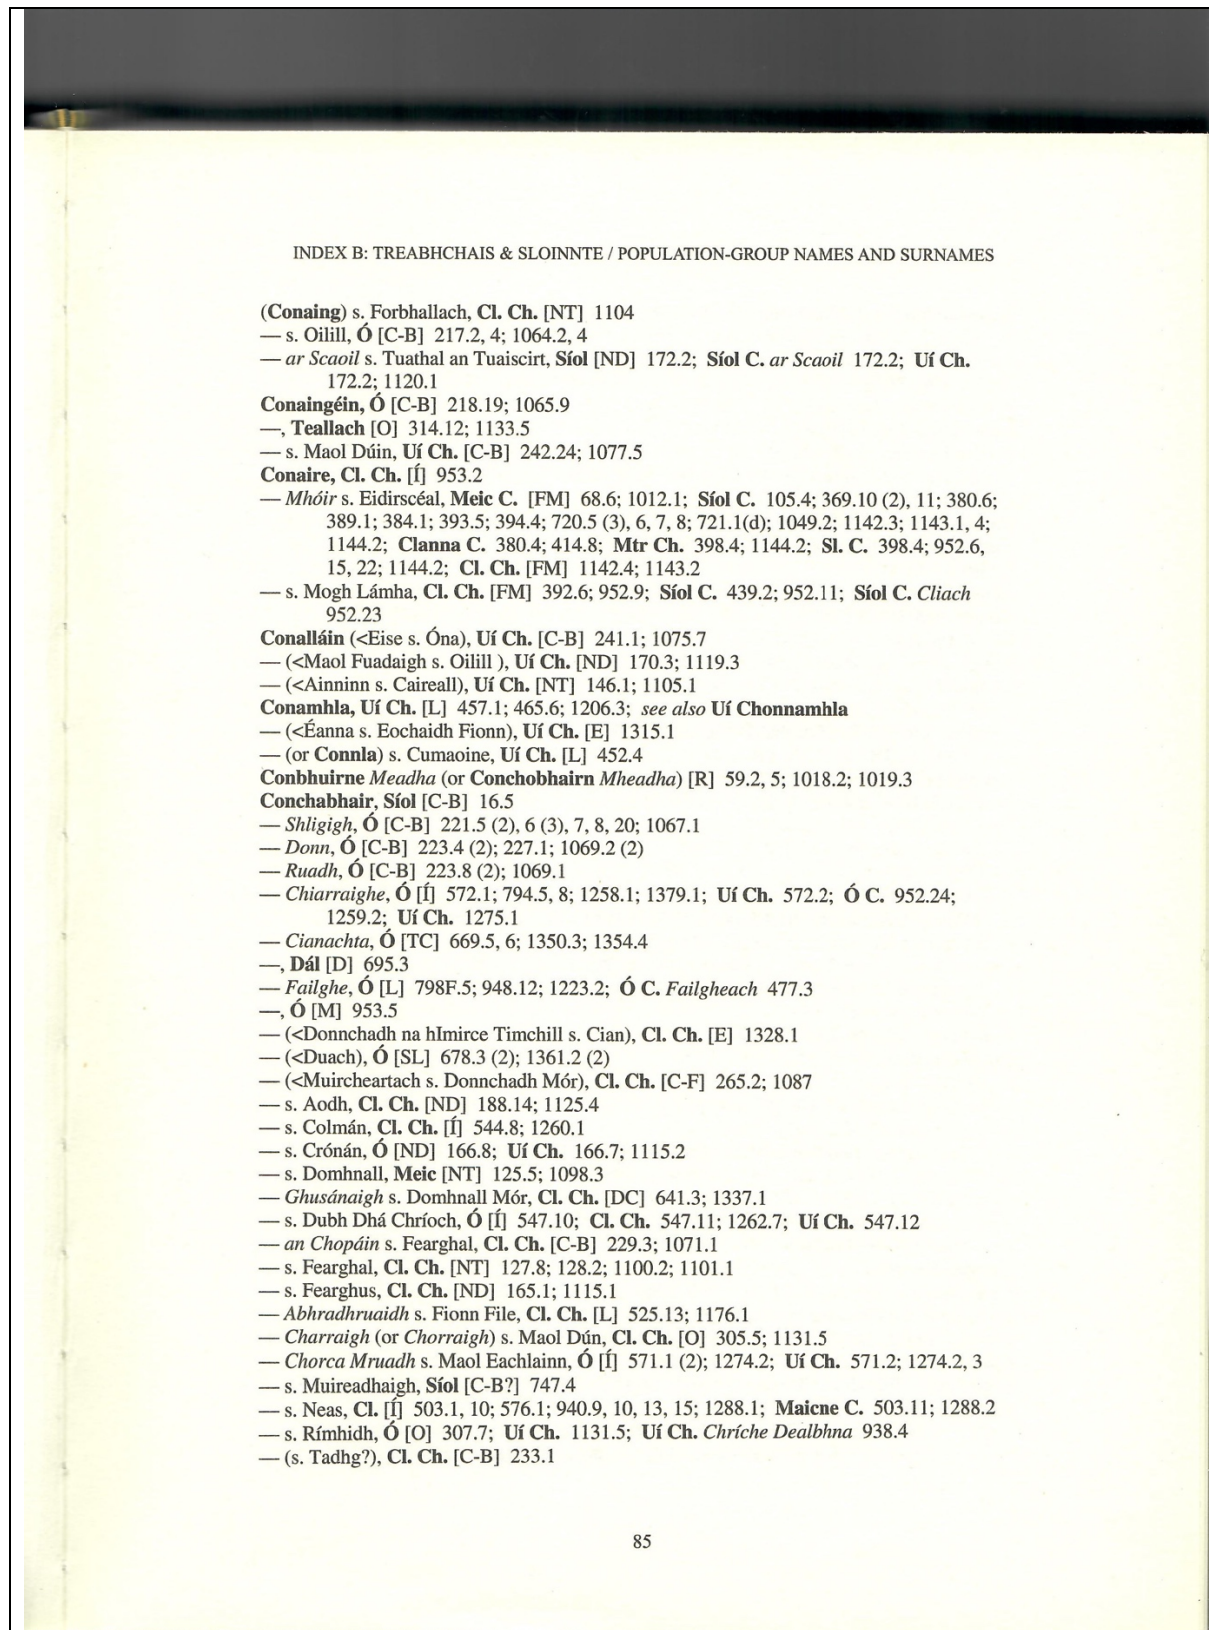 INDEX B: TREABHCHAIS & SLOINNTE / POPULATION-GROUP NAMES AND SURNAMES
(Conaing) s. Forbhallach, Cl. Ch. [NT] 1104
— s. Oilill, Ó [C-B] 217.2, 4; 1064.2, 4
— ar Scaoil s. Tuathal an Tuaiscirt, Síol [ND] 172.2; Síol C. ar Scaoil 172.2; Uí Ch.
172.2; 1120.1
Conaingéin, Ó [C-B] 218.19; 1065.9
—, Teallach [O] 314.12; 1133.5
— s. Maol Dúin, Uí Ch. [C-B] 242.24; 1077.5
Conaire, Cl. Ch. [Í] 953.2
— Mhóir s. Eidirscéal, Meic C. [FM] 68.6; 1012.1; Síol C. 105.4; 369.10 (2), 11; 380.6;
389.1; 384.1; 393.5; 394.4; 720.5 (3), 6, 7, 8; 721.1(d); 1049.2; 1142.3; 1143.1, 4;
1144.2; Clanna C. 380.4; 414.8; Mtr Ch. 398.4; 1144.2; Sl. C. 398.4; 952.6,
15, 22; 1144.2; Cl. Ch. [FM] 1142.4; 1143.2
— s. Mogh Lámha, Cl. Ch. [FM] 392.6; 952.9; Síol C. 439.2; 952.11; Síol C. Cliach
952.23
Conalláin (<Eise s. Óna), Uí Ch. [C-B] 241.1; 1075.7
— (<Maol Fuadaigh s. Oilill ), Uí Ch. [ND] 170.3; 1119.3
— (<Ainninn s. Caireall), Uí Ch. [NT] 146.1; 1105.1
Conamhla, Uí Ch. [L] 457.1; 465.6; 1206.3; see also Uí Chonnamhla
— (<Éanna s. Eochaidh Fionn), Uí Ch. [E] 1315.1
— (or Connla) s. Cumaoine, Uí Ch. [L] 452.4
Conbhuirne Meadha (or Conchobhairn Mheadha) [R] 59.2, 5; 1018.2; 1019.3
Conchabhair, Síol [C-B] 16.5
— Shligigh, Ó [C-B] 221.5 (2), 6 (3), 7, 8, 20; 1067.1
— Donn, Ó [C-B] 223.4 (2); 227.1; 1069.2 (2)
— Ruadh, Ó [C-B] 223.8 (2); 1069.1
— Chiarraighe, Ó [Í] 572.1; 794.5, 8; 1258.1; 1379.1; Uí Ch. 572.2; Ó C. 952.24;
1259.2; Uí Ch. 1275.1
— Cianachta, Ó [TC] 669.5, 6; 1350.3; 1354.4
—, Dál [D] 695.3
— Failghe, Ó [L] 798F.5; 948.12; 1223.2; Ó C. Failgheach 477.3
—, Ó [M] 953.5
— (<Donnchadh na hImirce Timchill s. Cian), Cl. Ch. [E] 1328.1
— (<Duach), Ó [SL] 678.3 (2); 1361.2 (2)
— (<Muircheartach s. Donnchadh Mór), Cl. Ch. [C-F] 265.2; 1087
— s. Aodh, Cl. Ch. [ND] 188.14; 1125.4
— s. Colmán, Cl. Ch. [Í] 544.8; 1260.1
— s. Crónán, Ó [ND] 166.8; Uí Ch. 166.7; 1115.2
— s. Domhnall, Meic [NT] 125.5; 1098.3
— Ghusánaigh s. Domhnall Mór, Cl. Ch. [DC] 641.3; 1337.1
— s. Dubh Dhá Chríoch, Ó [Í] 547.10; Cl. Ch. 547.11; 1262.7; Uí Ch. 547.12
— an Chopáin s. Fearghal, Cl. Ch. [C-B] 229.3; 1071.1
— s. Fearghal, Cl. Ch. [NT] 127.8; 128.2; 1100.2; 1101.1
— s. Fearghus, Cl. Ch. [ND] 165.1; 1115.1
— Abhradhruaidh s. Fionn File, Cl. Ch. [L] 525.13; 1176.1
— Charraigh (or Chorraigh) s. Maol Dún, Cl. Ch. [O] 305.5; 1131.5
— Chorca Mruadh s. Maol Eachlainn, Ó [Í] 571.1 (2); 1274.2; Uí Ch. 571.2; 1274.2, 3
— s. Muireadhaigh, Síol [C-B?] 747.4
— s. Neas, Cl. [Í] 503.1, 10; 576.1; 940.9, 10, 13, 15; 1288.1; Maicne C. 503.11; 1288.2
— s. Rímhidh, Ó [O] 307.7; Uí Ch. 1131.5; Uí Ch. Chríche Dealbhna 938.4
— (s. Tadhg?), Cl. Ch. [C-B] 233.1
85